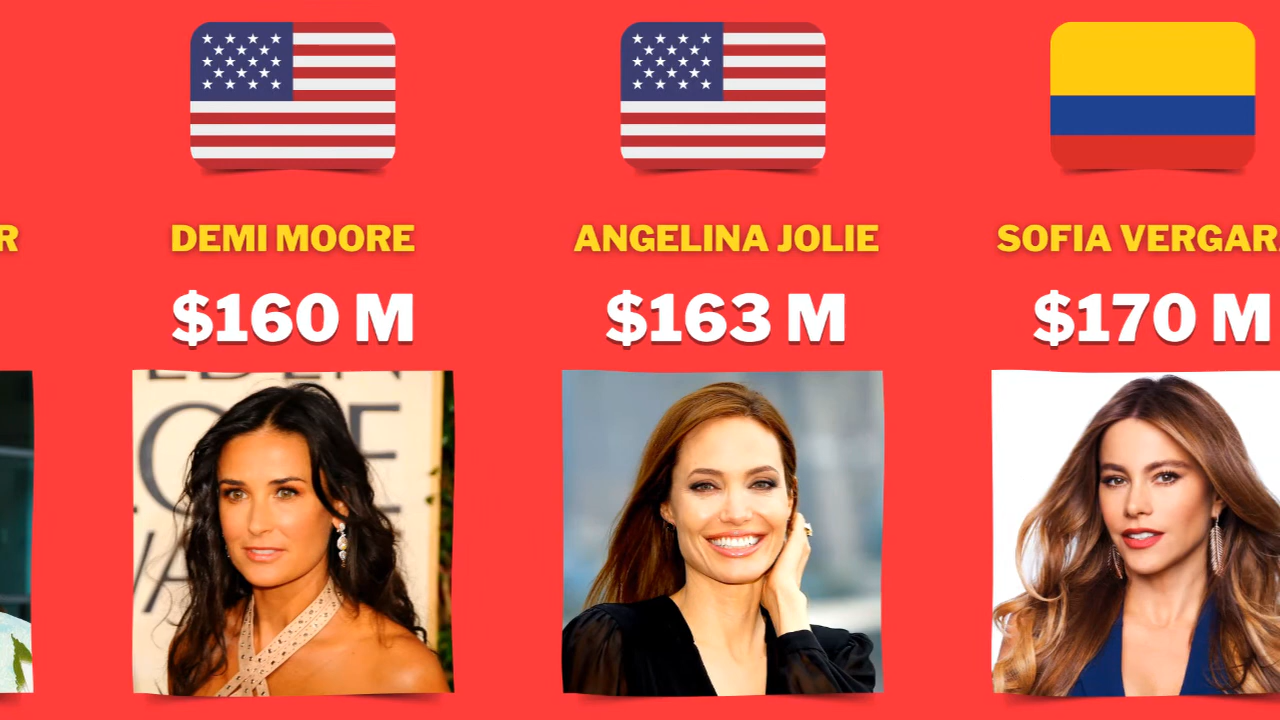 R
DEMI MOORE
$160 M
ANGELINA JOLIE
$163 M
SOFIA VERGAR
$170 M